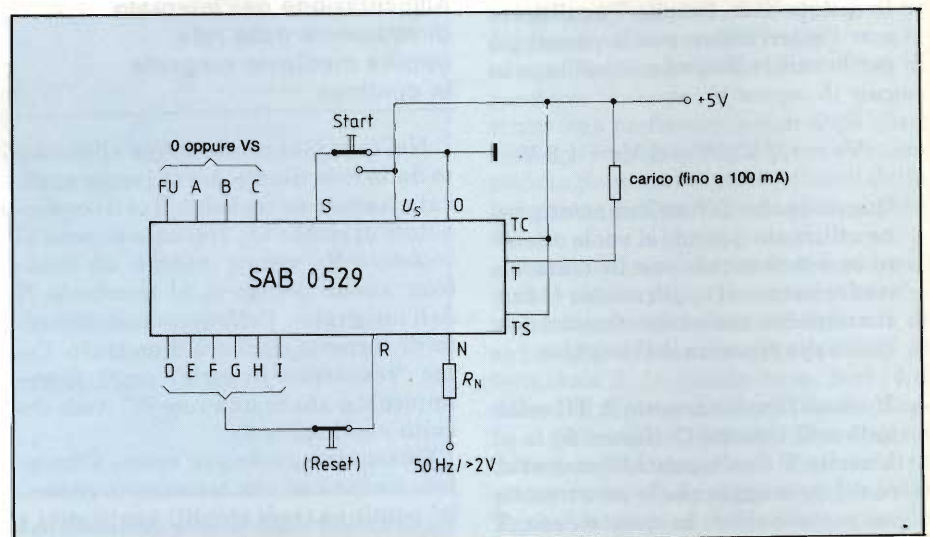 +5V
Start
0 oppure VS
carico (fino a 100 mA)
FU A B C
S U_S O
TC
SAB 0529
T
TS
R N
D E F G H I
R_N
(Reset) 50 Hz / >2V